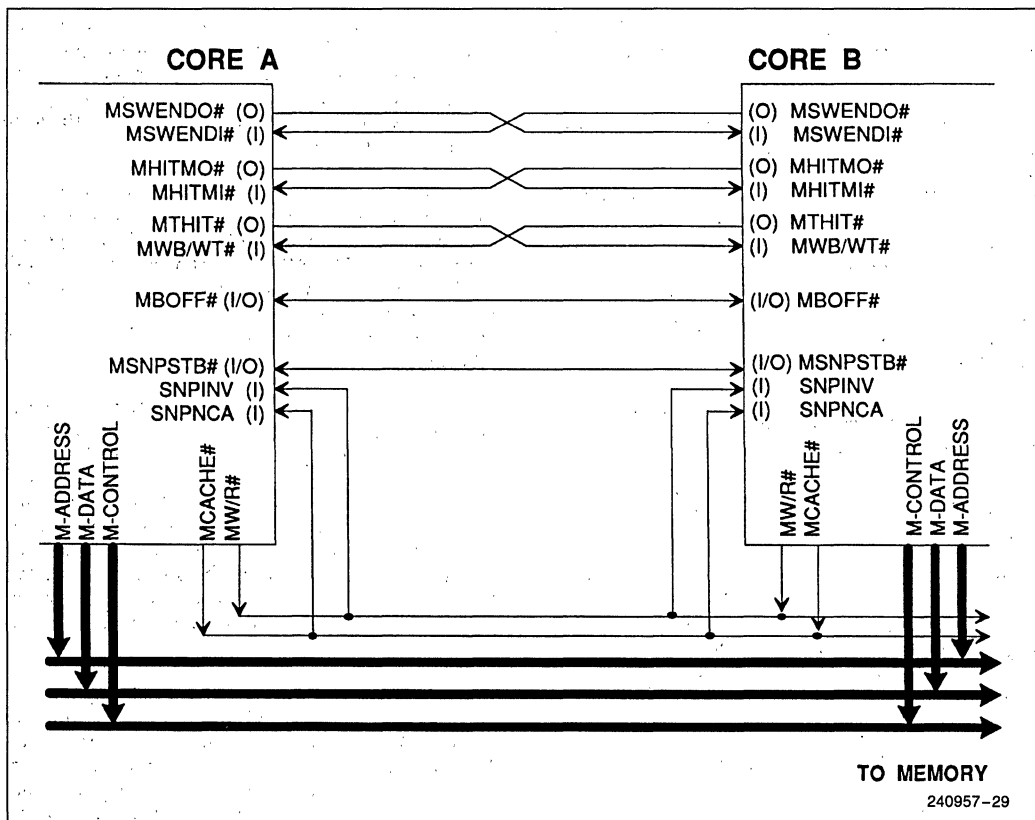 CORE A
CORE B
MSWENDO# (O)
MSWENDI# (I)
MHITMO# (O)
MHITMI# (I)
MTHIT# (O)
MWB/WT# (I)
MBOFF# (I/O)
MSNPSTB# (I/O)
SNPINV (I)
SNPNCA (I)
(O) MSWENDO#
(I) MSWENDI#
(O) MHITMO#
(I) MHITMI#
(O) MTHIT#
(I) MWB/WT#
(I/O) MBOFF#
(I/O) MSNPSTB#
(I) SNPINV
(I) SNPNCA
M-ADDRESS
M-DATA
M-CONTROL
MCACHE#
MW/R#
MW/R#
MCACHE#
M-CONTROL
M-DATA
M-ADDRESS
TO MEMORY
240957-29